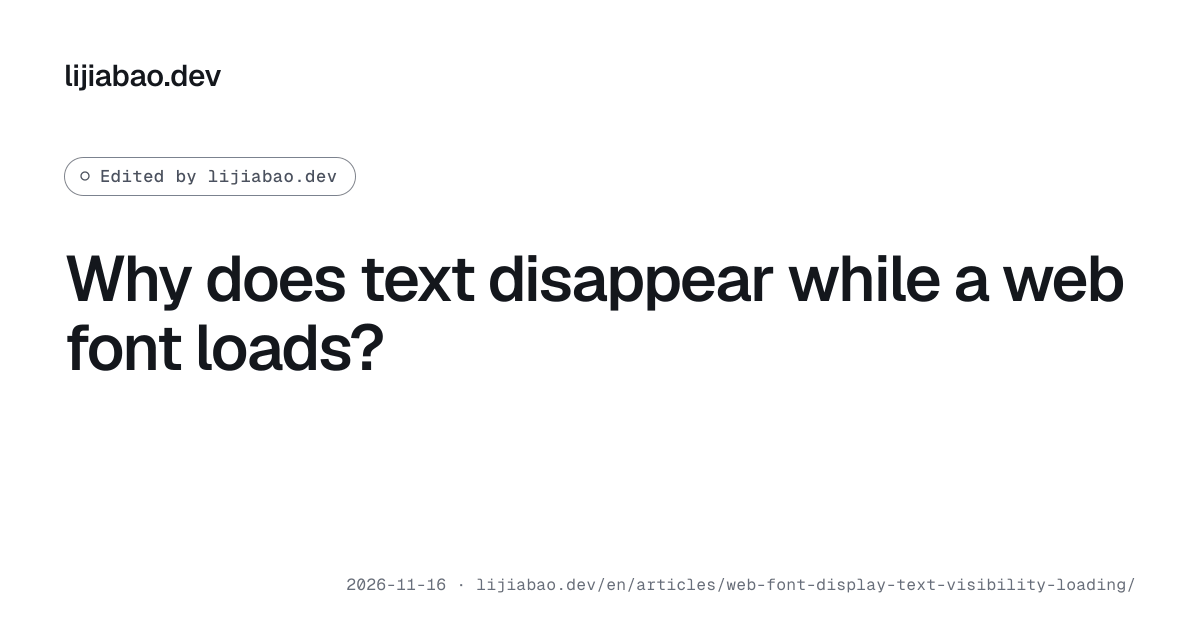 lijiabao.dev
Edited by lijiabao.dev
Why does text disappear while a web
font loads?
2026-11-16 · lijiabao.dev/en/articles/web-font-display-text-visibility-loading/